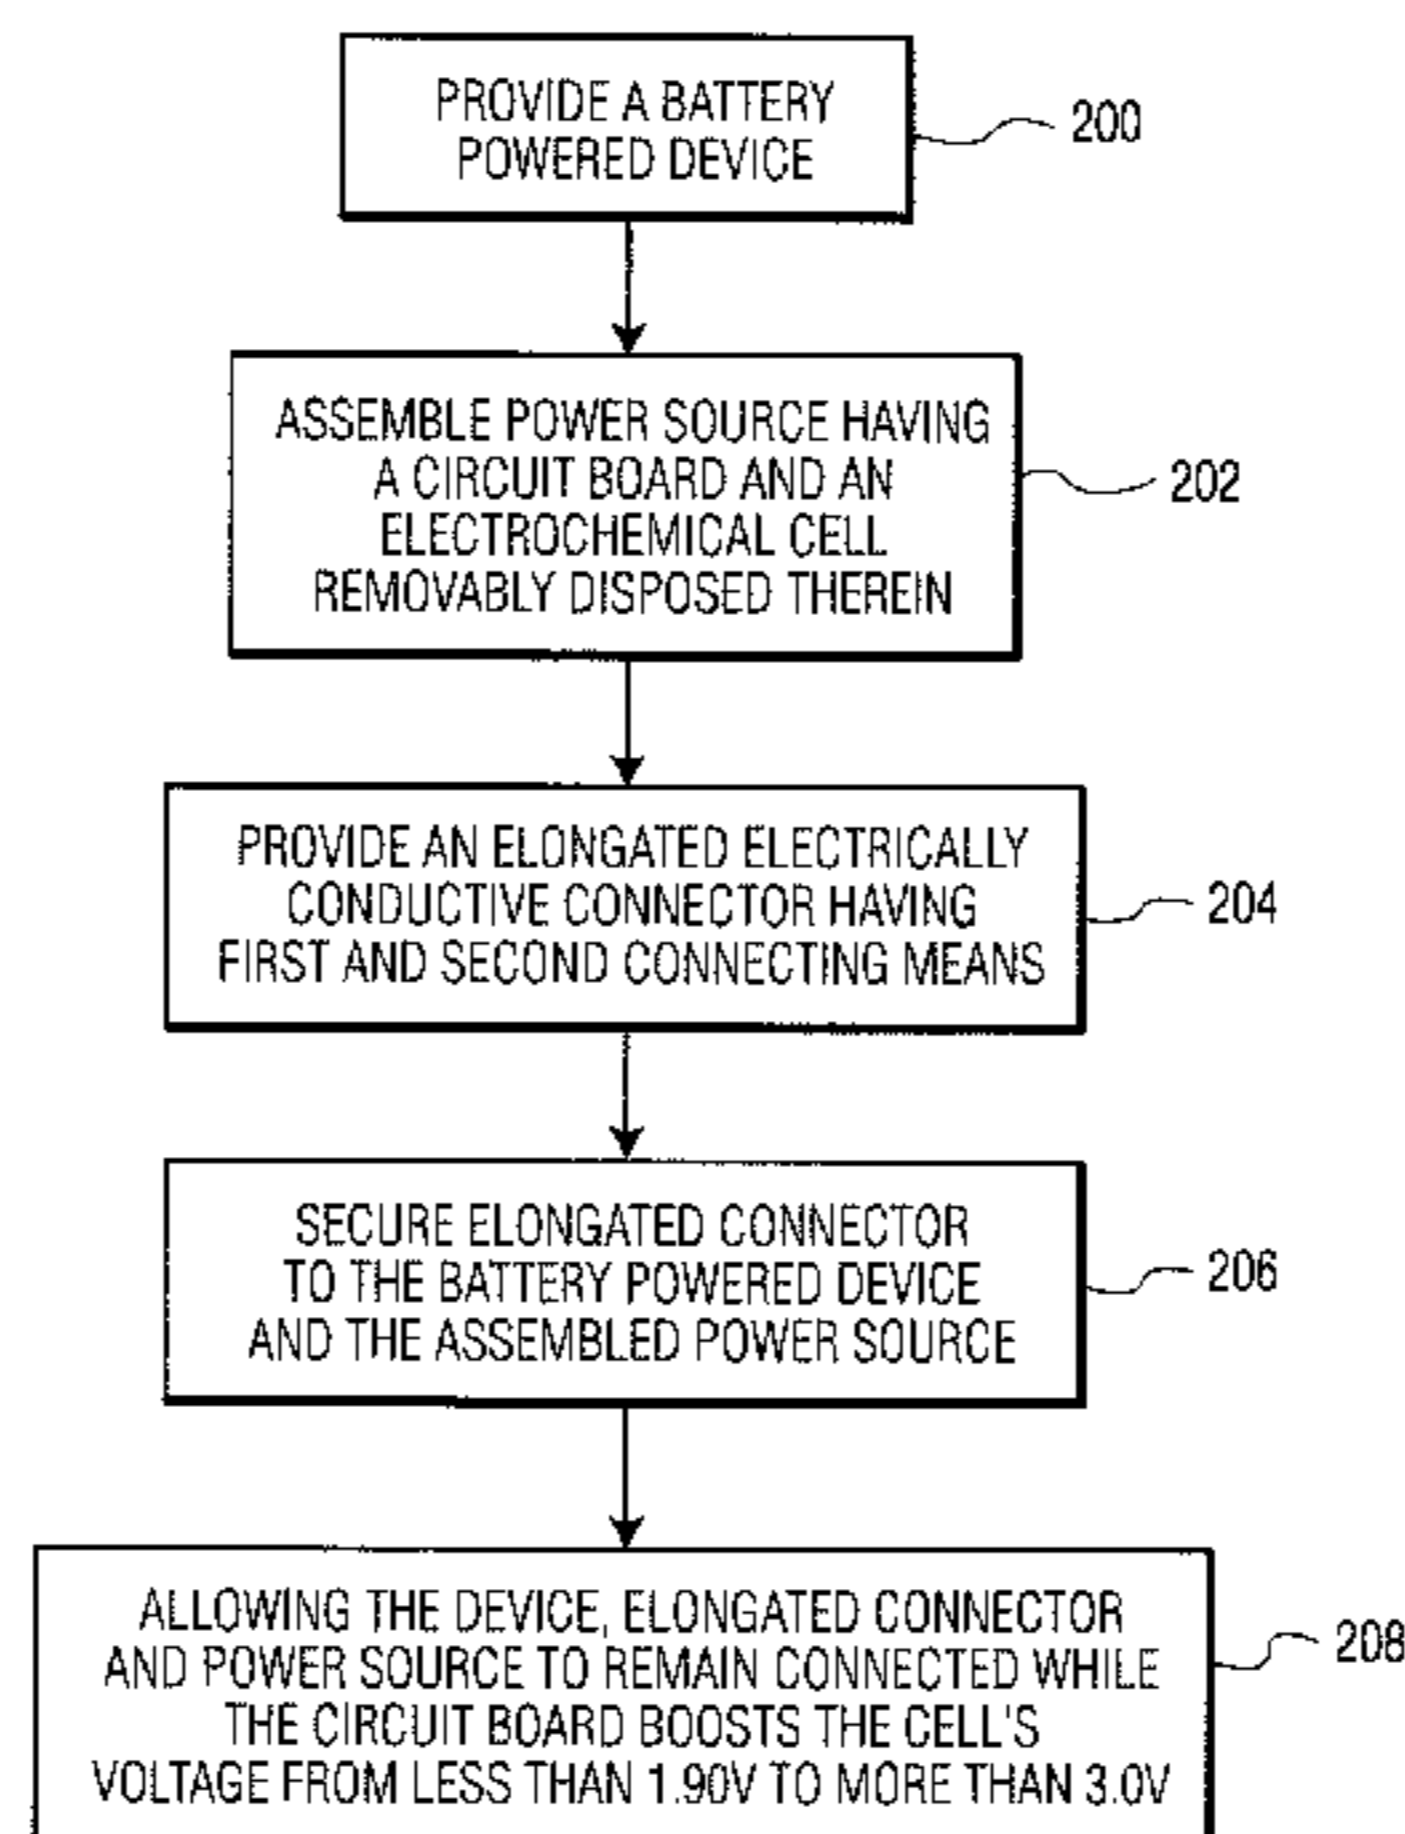 PROVIDE A BATTERY
POWERED DEVICE
200
ASSEMBLE POWER SOURCE HAVING
A CIRCUIT BOARD AND AN
ELECTROCHEMICAL CELL
REMOVABLY DISPOSED THEREIN
202
PROVIDE AN ELONGATED ELECTRICALLY
CONDUCTIVE CONNECTOR HAVING
FIRST AND SECOND CONNECTING MEANS
204
SECURE ELONGATED CONNECTOR
TO THE BATTERY POWERED DEVICE
AND THE ASSEMBLED POWER SOURCE
206
ALLOWING THE DEVICE, ELONGATED CONNECTOR
AND POWER SOURCE TO REMAIN CONNECTED WHILE
THE CIRCUIT BOARD BOOSTS THE CELL'S
VOLTAGE FROM LESS THAN 1.90V TO MORE THAN 3.0V
208